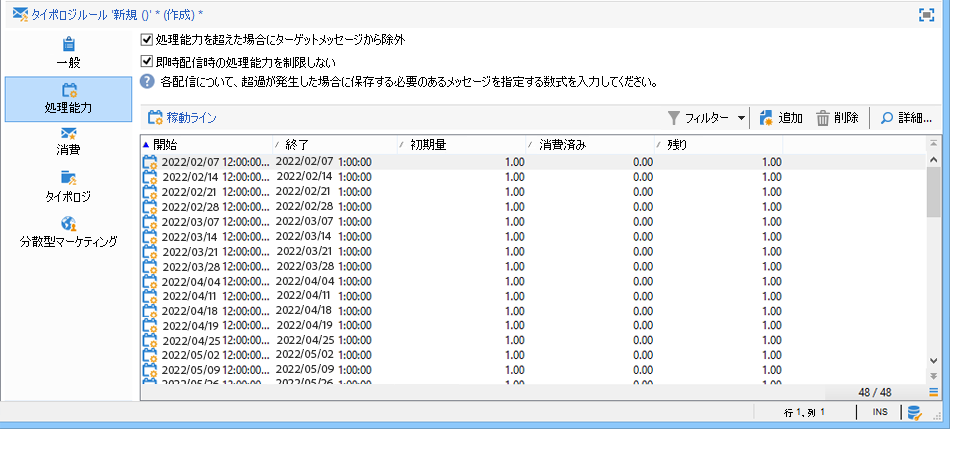 タイポロジルール '新規 ()' * (作成) *
一般
処理能力
消費
タイポロジ
分散型マーケティング
処理能力を超えた場合にターゲットメッセージから除外
即時配信時の処理能力を制限しない
各配信について、超過が発生した場合に保存する必要のあるメッセージを指定する数式を入力してください。
稼動ライン フィルター 追加 削除 詳細...
開始 終了 初期量 消費済み 残り
2022/02/07 12:00:00... 2022/02/07 1:00:00 1.00 0.00 1.00
2022/02/14 12:00:00... 2022/02/14 1:00:00 1.00 0.00 1.00
2022/02/21 12:00:00... 2022/02/21 1:00:00 1.00 0.00 1.00
2022/02/28 12:00:00... 2022/02/28 1:00:00 1.00 0.00 1.00
2022/03/07 12:00:00... 2022/03/07 1:00:00 1.00 0.00 1.00
2022/03/14 12:00:00... 2022/03/14 1:00:00 1.00 0.00 1.00
2022/03/21 12:00:00... 2022/03/21 1:00:00 1.00 0.00 1.00
2022/03/28 12:00:00... 2022/03/28 1:00:00 1.00 0.00 1.00
2022/04/04 12:00:00... 2022/04/04 1:00:00 1.00 0.00 1.00
2022/04/11 12:00:00... 2022/04/11 1:00:00 1.00 0.00 1.00
2022/04/18 12:00:00... 2022/04/18 1:00:00 1.00 0.00 1.00
2022/04/19 12:00:00... 2022/04/19 1:00:00 1.00 0.00 1.00
2022/04/25 12:00:00... 2022/04/25 1:00:00 1.00 0.00 1.00
2022/05/02 12:00:00... 2022/05/02 1:00:00 1.00 0.00 1.00
2022/05/09 12:00:00... 2022/05/09 1:00:00 1.00 0.00 1.00
2022/05/26 12:00:00... 2022/05/26 1:00:00 1.00 0.00 1.00
48 / 48
行 1、列 1 INS